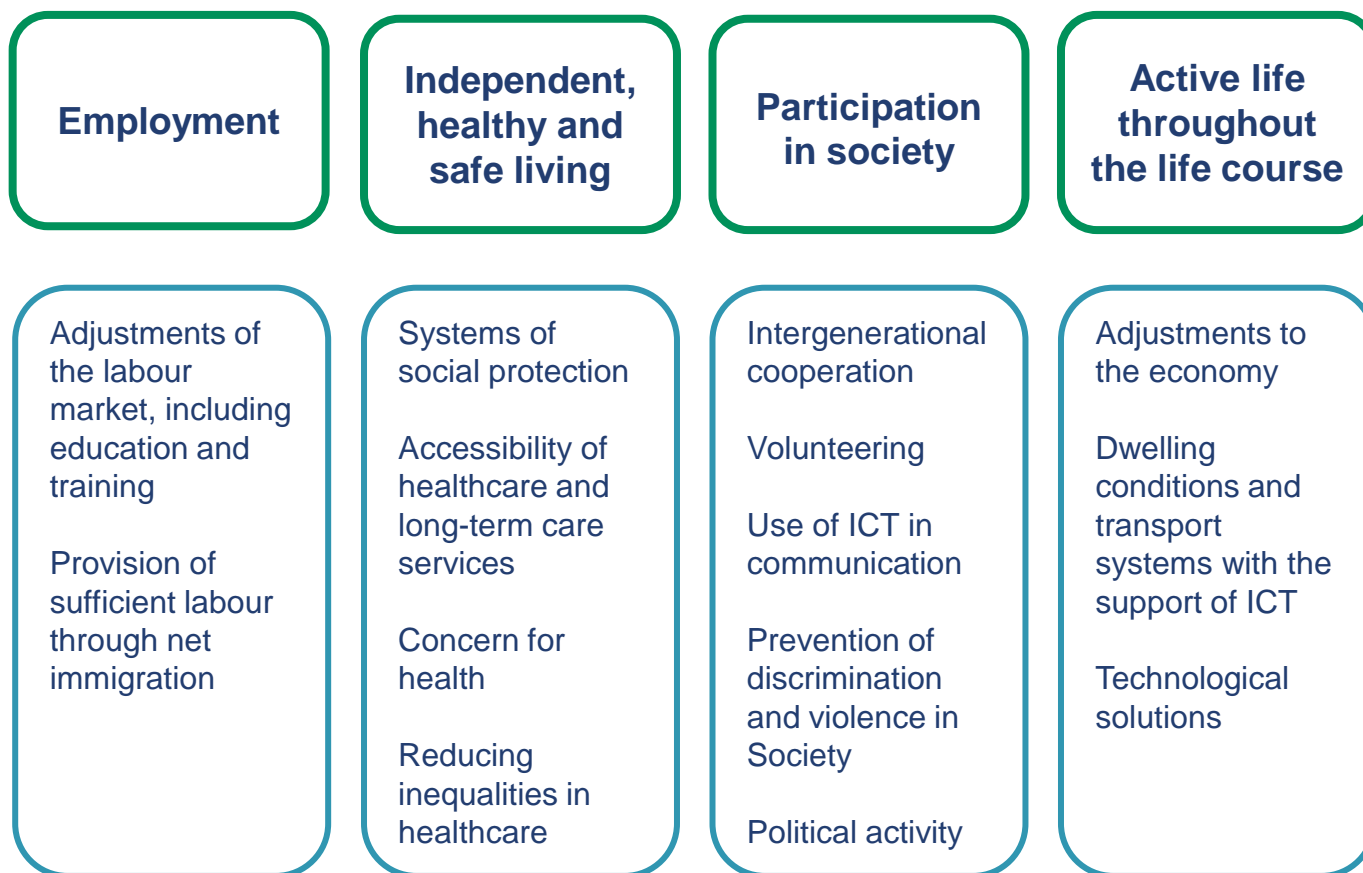 Employment
Independent,
healthy and
safe living
Participation
in society
Active life
throughout
the life course
Adjustments of
the labour
market, including
education and
training
Provision of
sufficient labour
through net
immigration
Systems of
social protection
Accessibility of
healthcare and
long-term care
services
Concern for
health
Reducing
inequalities in
healthcare
Intergenerational
cooperation
Volunteering
Use of ICT in
communication
Prevention of
discrimination
and violence in
Society
Political activity
Adjustments to
the economy
Dwelling
conditions and
transport
systems with the
support of ICT
Technological
solutions